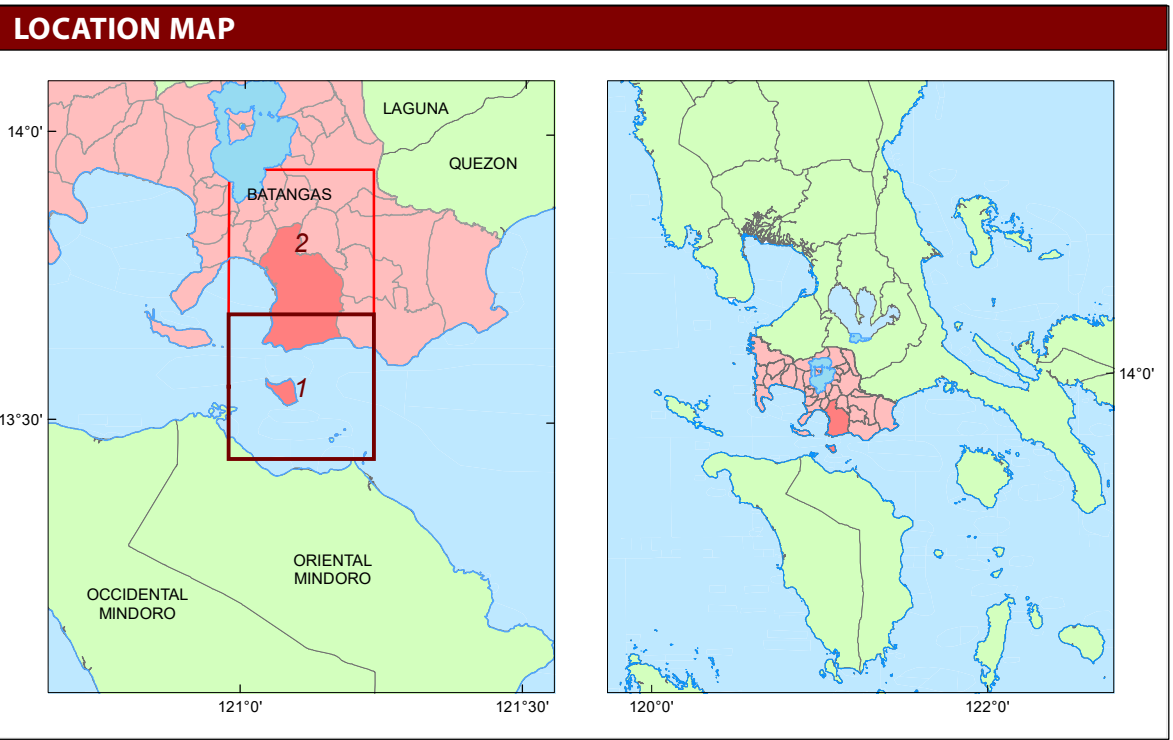 LOCATION MAP
LAGUNA
14°0'
QUEZON
BATANGAS
2
1
13°30'
ORIENTAL
MINDORO
OCCIDENTAL
MINDORO
121°0'
121°30'
14°0'
120°0'
122°0'